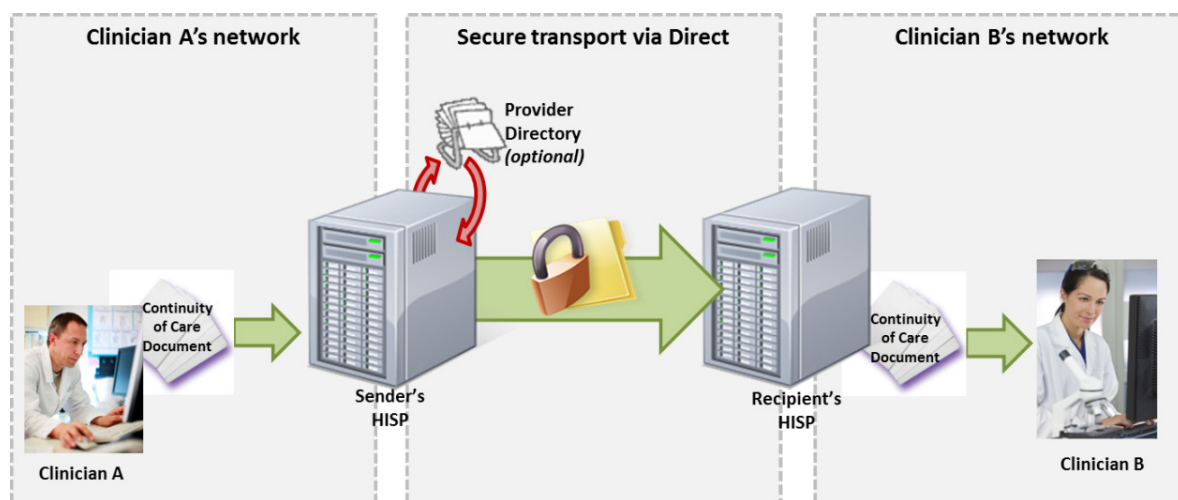 Clinician A's network
Secure transport via Direct
Clinician B's network
Provider
Directory
(optional)
Continuity
of Care
Document
Continuity
of Care
Document
Sender's
HISP
Recipient's
HISP
Clinician A
Clinician B